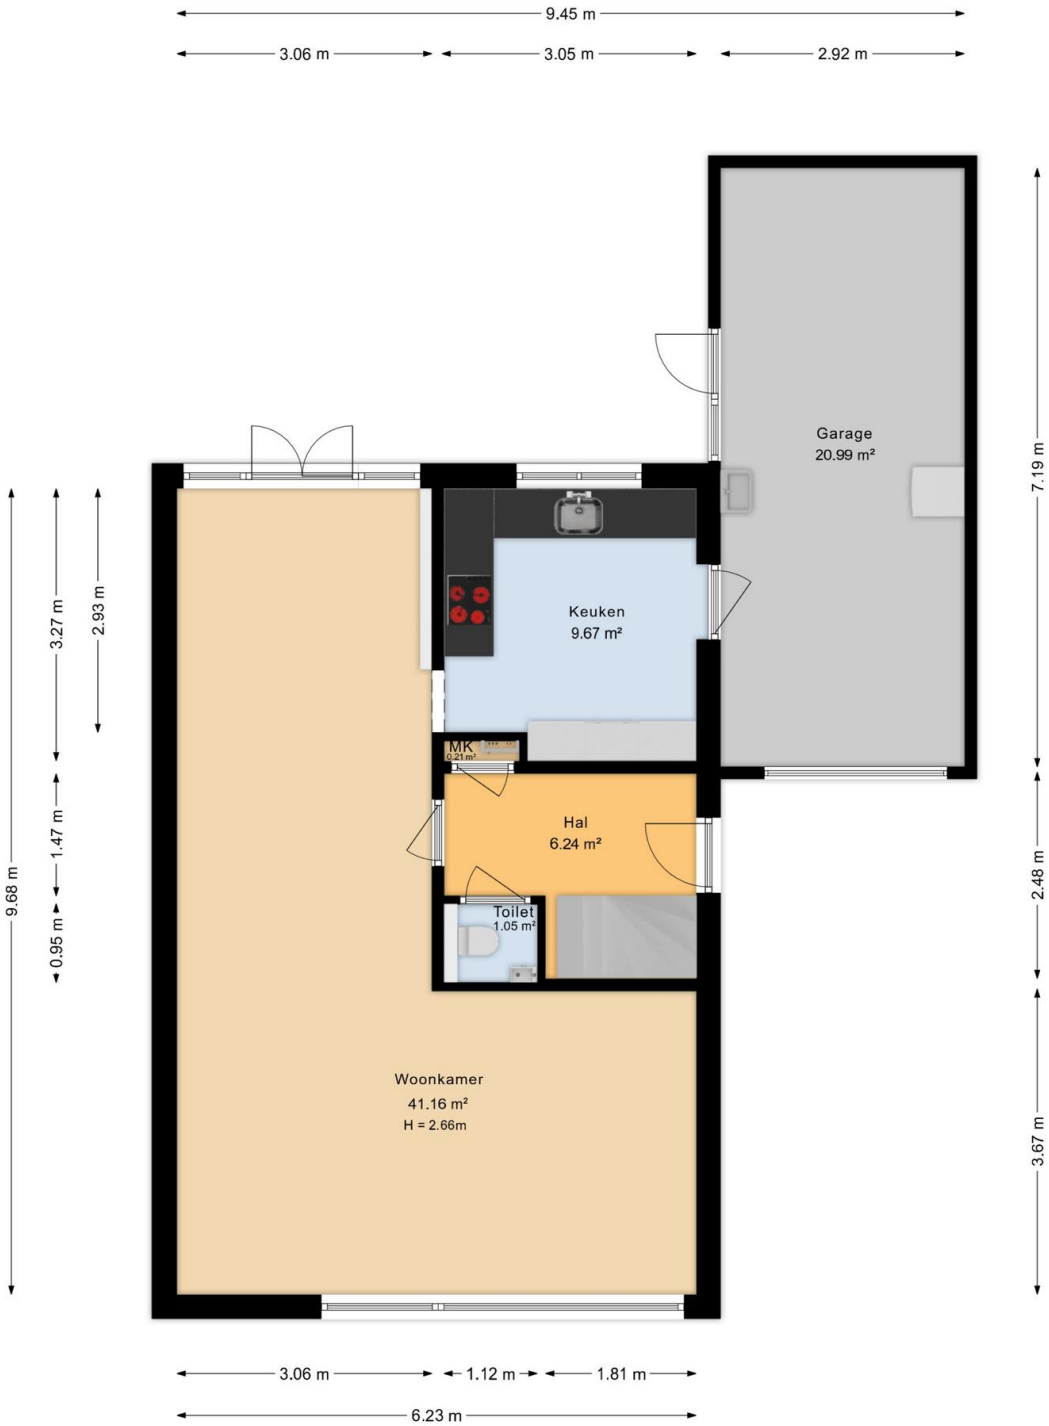 9.45 m
3.06 m
3.05 m
2.92 m
Garage
20.99 m²
7.19 m
3.27 m
2.93 m
Keuken
9.67 m²
MK
0.21 m²
Hal
6.24 m²
1.47 m
2.48 m
9.68 m
0.95 m
Toilet
1.05 m²
Woonkamer
41.16 m²
H = 2.66m
3.67 m
3.06 m
1.12 m
1.81 m
6.23 m